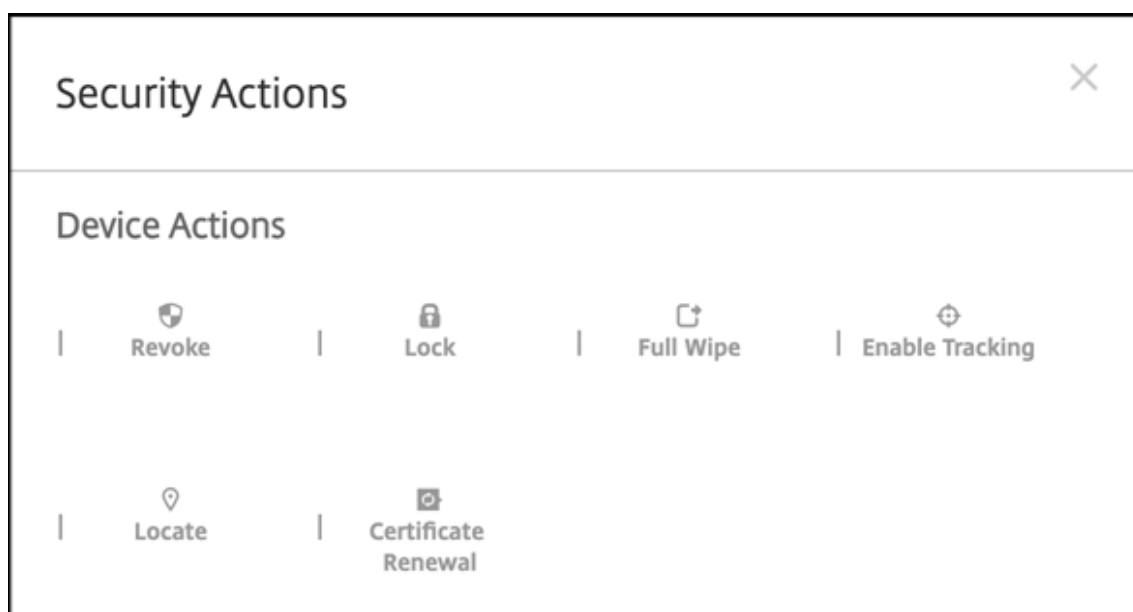 Security Actions
Device Actions
Revoke
Lock
Full Wipe
Enable Tracking
Locate
Certificate
Renewal